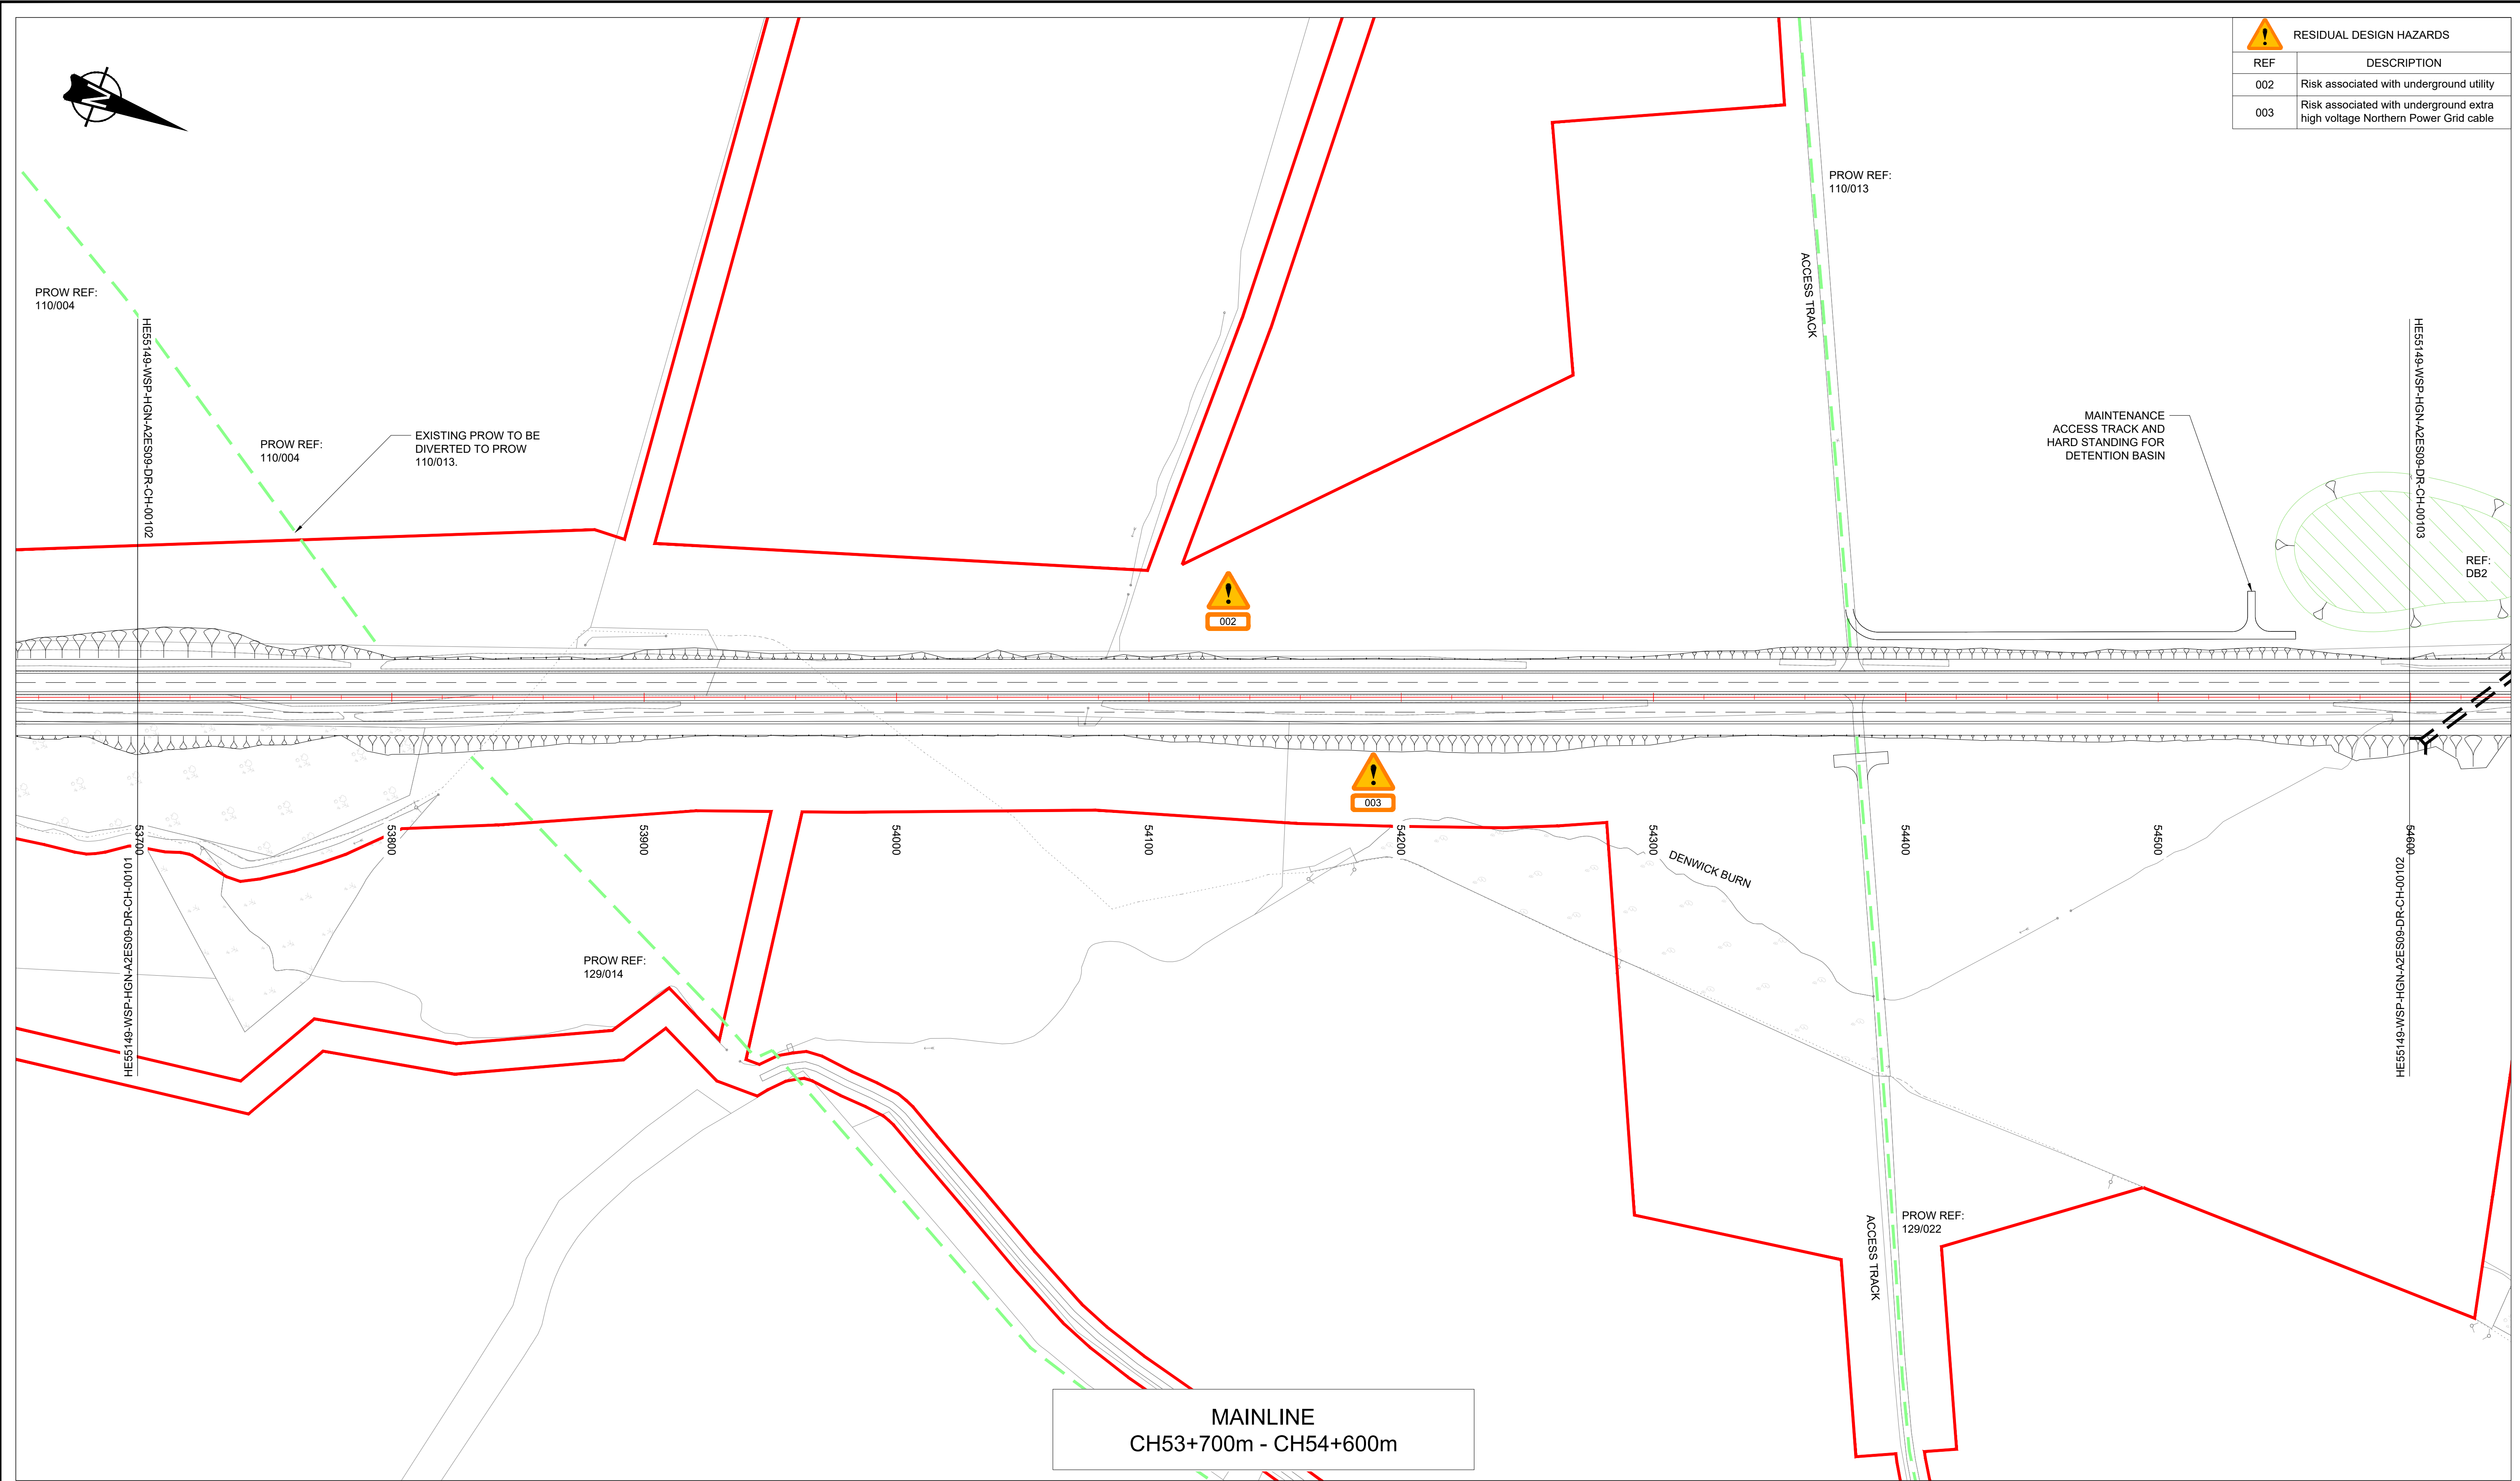 RESIDUAL DESIGN HAZARDS
REF
DESCRIPTION
002
Risk associated with underground utility
003
Risk associated with underground extra
high voltage Northern Power Grid cable
N
PROW REF:
110/013
PROW REF:
110/004
ACCESS TRACK
HE55149-WSP-HGN-A2ES09-DR-CH-00102
HE55149-WSP-HGN-A2ES09-DR-CH-00103
PROW REF:
110/004
EXISTING PROW TO BE
DIVERTED TO PROW
110/013.
MAINTENANCE
ACCESS TRACK AND
HARD STANDING FOR
DETENTION BASIN
REF:
DB2
002
003
53700
53800
53900
54000
54100
54200
54300
54400
54500
54600
DENWICK BURN
HE55149-WSP-HGN-A2ES09-DR-CH-00101
HE55149-WSP-HGN-A2ES09-DR-CH-00102
PROW REF:
129/014
PROW REF:
129/022
ACCESS TRACK
MAINLINE
CH53+700m - CH54+600m